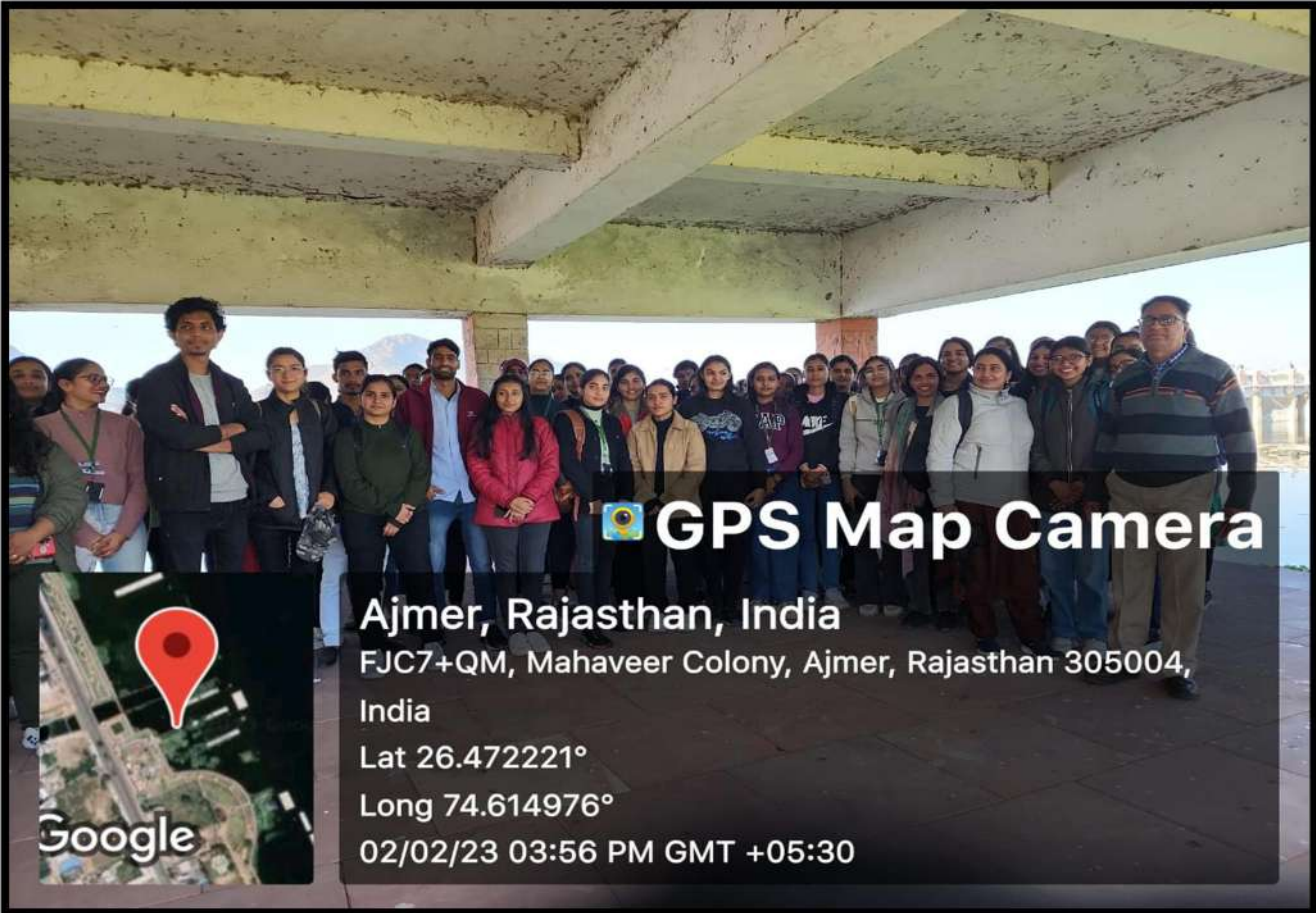 GPS Map Camera
Ajmer, Rajasthan, India
FJC7+QM, Mahaveer Colony, Ajmer, Rajasthan 305004,
India
Lat 26.472221°
Long 74.614976°
02/02/23 03:56 PM GMT +05:30
Google